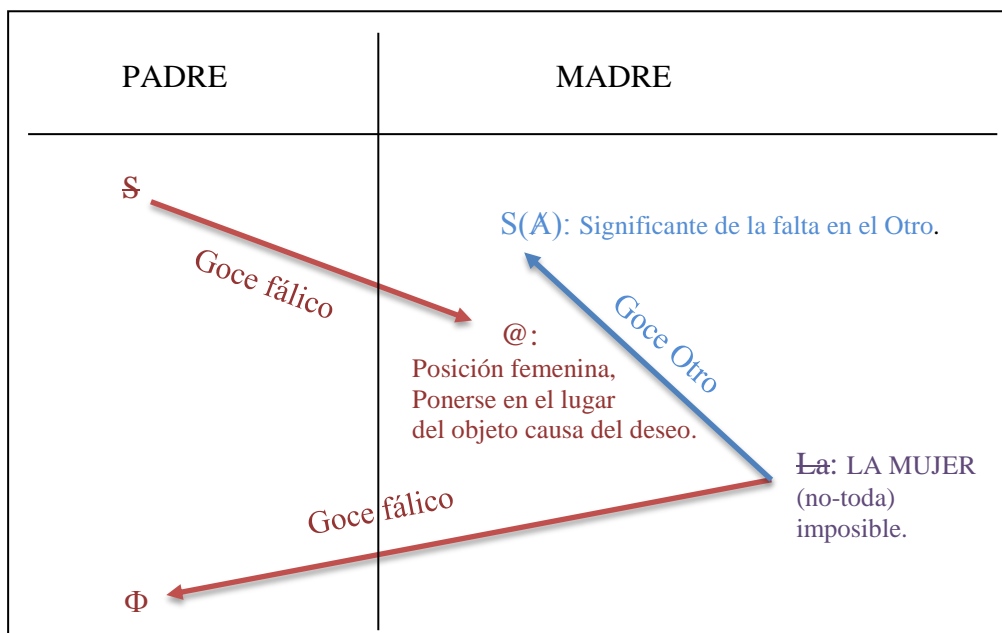 PADRE
MADRE
S̶
S(A̸): Significante de la falta en el Otro.
Goce fálico
Goce Otro
@:
Posición femenina,
Ponerse en el lugar
del objeto causa del deseo.
L̶a̶: LA MUJER
(no-toda)
imposible.
Goce fálico
Φ